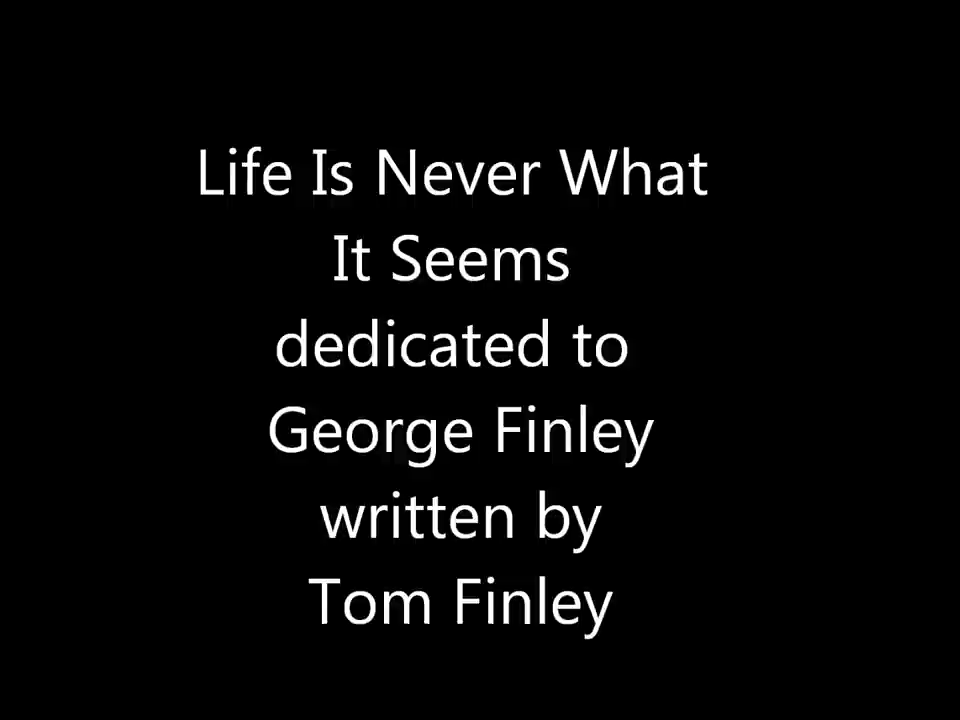 Life Is Never What
It Seems
dedicated to
George Finley
written by
Tom Finley